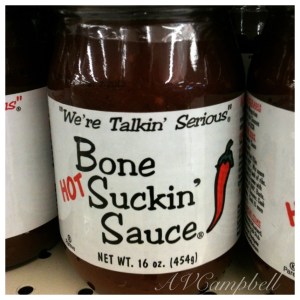 "We're Talkin' Serious"®
Bone
HOT Suckin'
Sauce®
NET WT. 16 oz. (454g)
AVCampbell